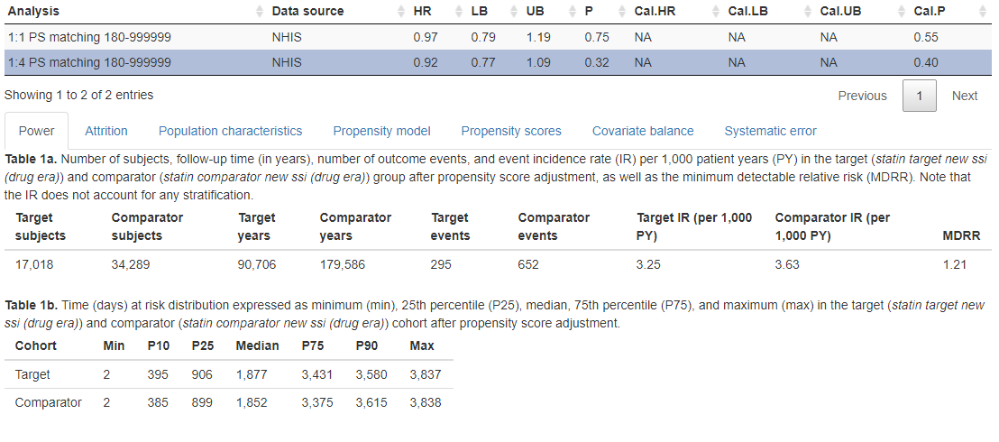 Analysis Data source HR LB UB P Cal.HR Cal.LB Cal.UB Cal.P
1:1 PS matching 180-999999 NHIS 0.97 0.79 1.19 0.75 NA NA NA 0.55
1:4 PS matching 180-999999 NHIS 0.92 0.77 1.09 0.32 NA NA NA 0.40
Showing 1 to 2 of 2 entries Previous 1 Next
Power Attrition Population characteristics Propensity model Propensity scores Covariate balance Systematic error
Table 1a. Number of subjects, follow-up time (in years), number of outcome events, and event incidence rate (IR) per 1,000 patient years (PY) in the target (statin target new ssi
(drug era)) and comparator (statin comparator new ssi (drug era)) group after propensity score adjustment, as well as the minimum detectable relative risk (MDRR). Note that
the IR does not account for any stratification.
Target Comparator Target Comparator Target Comparator Target IR (per 1,000 Comparator IR (per
subjects subjects years years events events PY) 1,000 PY) MDRR
17,018 34,289 90,706 179,586 295 652 3.25 3.63 1.21
Table 1b. Time (days) at risk distribution expressed as minimum (min), 25th percentile (P25), median, 75th percentile (P75), and maximum (max) in the target (statin target new
ssi (drug era)) and comparator (statin comparator new ssi (drug era)) cohort after propensity score adjustment.
Cohort Min P10 P25 Median P75 P90 Max
Target 2 395 906 1,877 3,431 3,580 3,837
Comparator 2 385 899 1,852 3,375 3,615 3,838